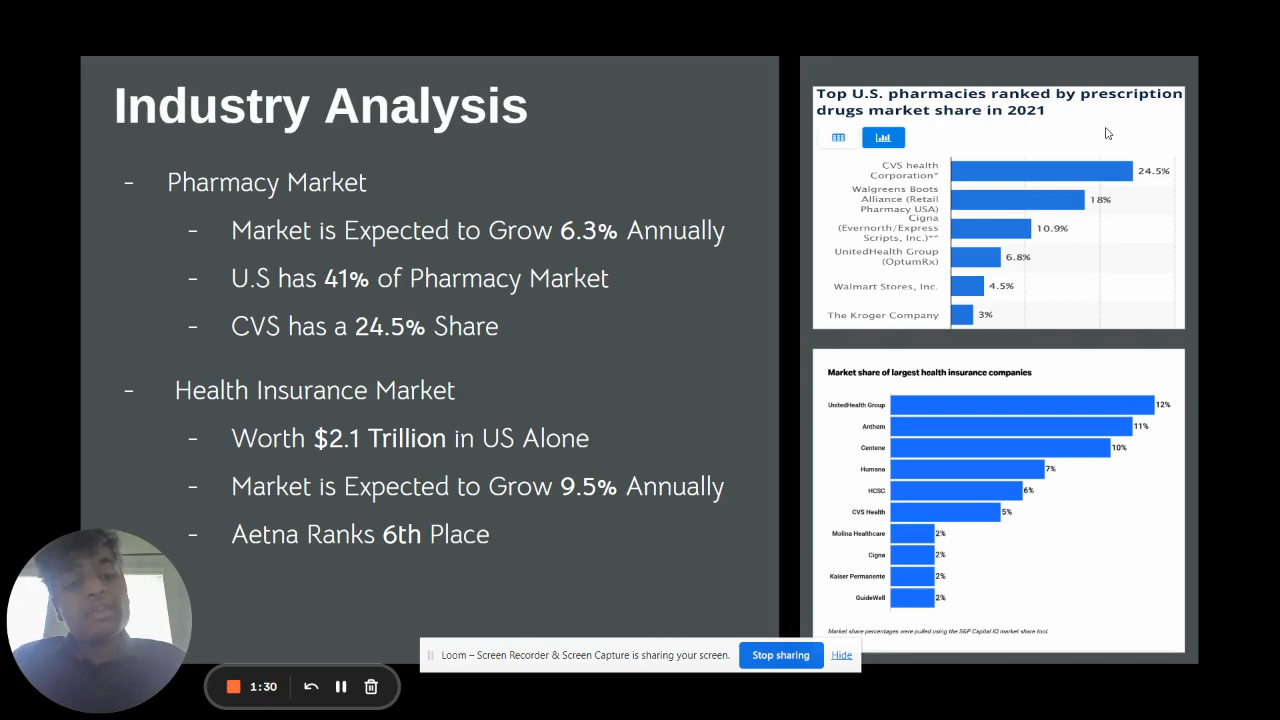 Industry Analysis
- Pharmacy Market
- Market is Expected to Grow 6.3% Annually
- U.S has 41% of Pharmacy Market
- CVS has a 24.5% Share
- Health Insurance Market
- Worth $2.1 Trillion in US Alone
- Market is Expected to Grow 9.5% Annually
- Aetna Ranks 6th Place
Top U.S. pharmacies ranked by prescription
drugs market share in 2021
CVS health
Corporation*
24.5%
Walgreens Boots
Alliance (Retail
Pharmacy USA)
18%
Cigna
(Evernorth/Express
Scripts, Inc.)**
10.9%
UnitedHealth Group
(OptumRx)
6.8%
Walmart Stores, Inc.
4.5%
The Kroger Company
3%
Market share of largest health insurance companies
UnitedHealth Group 12%
Anthem 11%
Centene 10%
Humana 7%
HCSC 6%
CVS Health 5%
Molina Healthcare 2%
Cigna 2%
Kaiser Permanente 2%
GuideWell 2%
Market share percentages were pulled using the S&P Capital IQ market share tool.
Loom – Screen Recorder & Screen Capture is sharing your screen.
Stop sharing
Hide
1:30